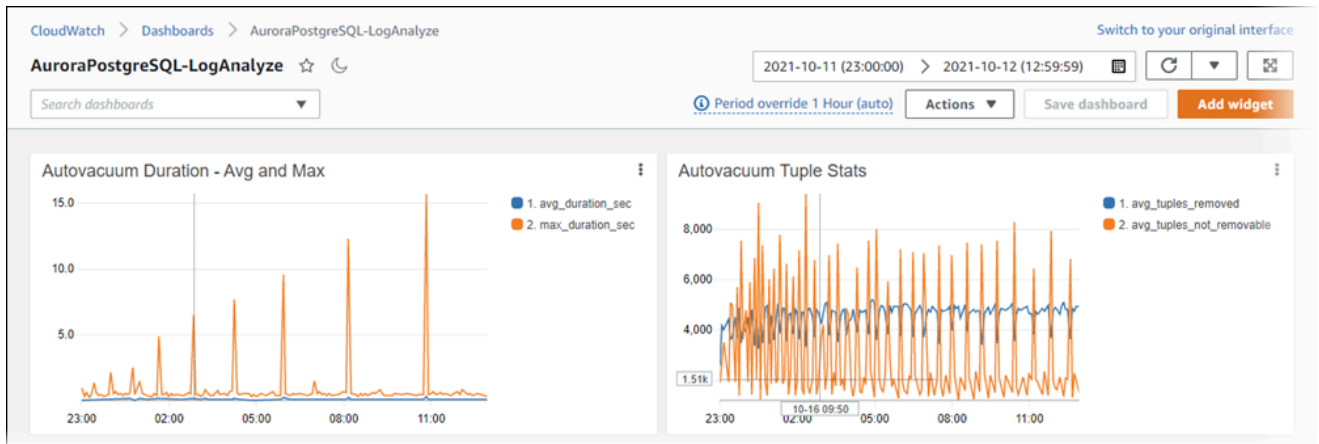 CloudWatch > Dashboards > AuroraPostgreSQL-LogAnalyze
Switch to your original interface
AuroraPostgreSQL-LogAnalyze
2021-10-11 (23:00:00) > 2021-10-12 (12:59:59)
Search dashboards
Period override 1 Hour (auto)
Actions
Save dashboard
Add widget
Autovacuum Duration - Avg and Max
15.0
10.0
5.0
23:00 02:00 05:00 08:00 11:00
1. avg_duration_sec
2. max_duration_sec
Autovacuum Tuple Stats
8,000
6,000
4,000
1.51k
10-16 09:50
23:00 02:00 05:00 08:00 11:00
1. avg_tuples_removed
2. avg_tuples_not_removable